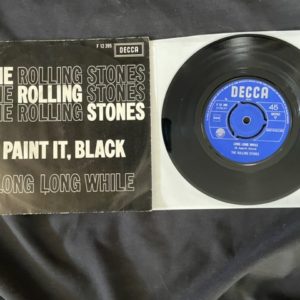 F 12 395 DECCA
HE ROLLING STONES
HE ROLLING STONES
HE ROLLING STONES
PAINT IT, BLACK
LONG LONG WHILE
DECCA
45
LONG LONG WHILE
THE ROLLING STONES